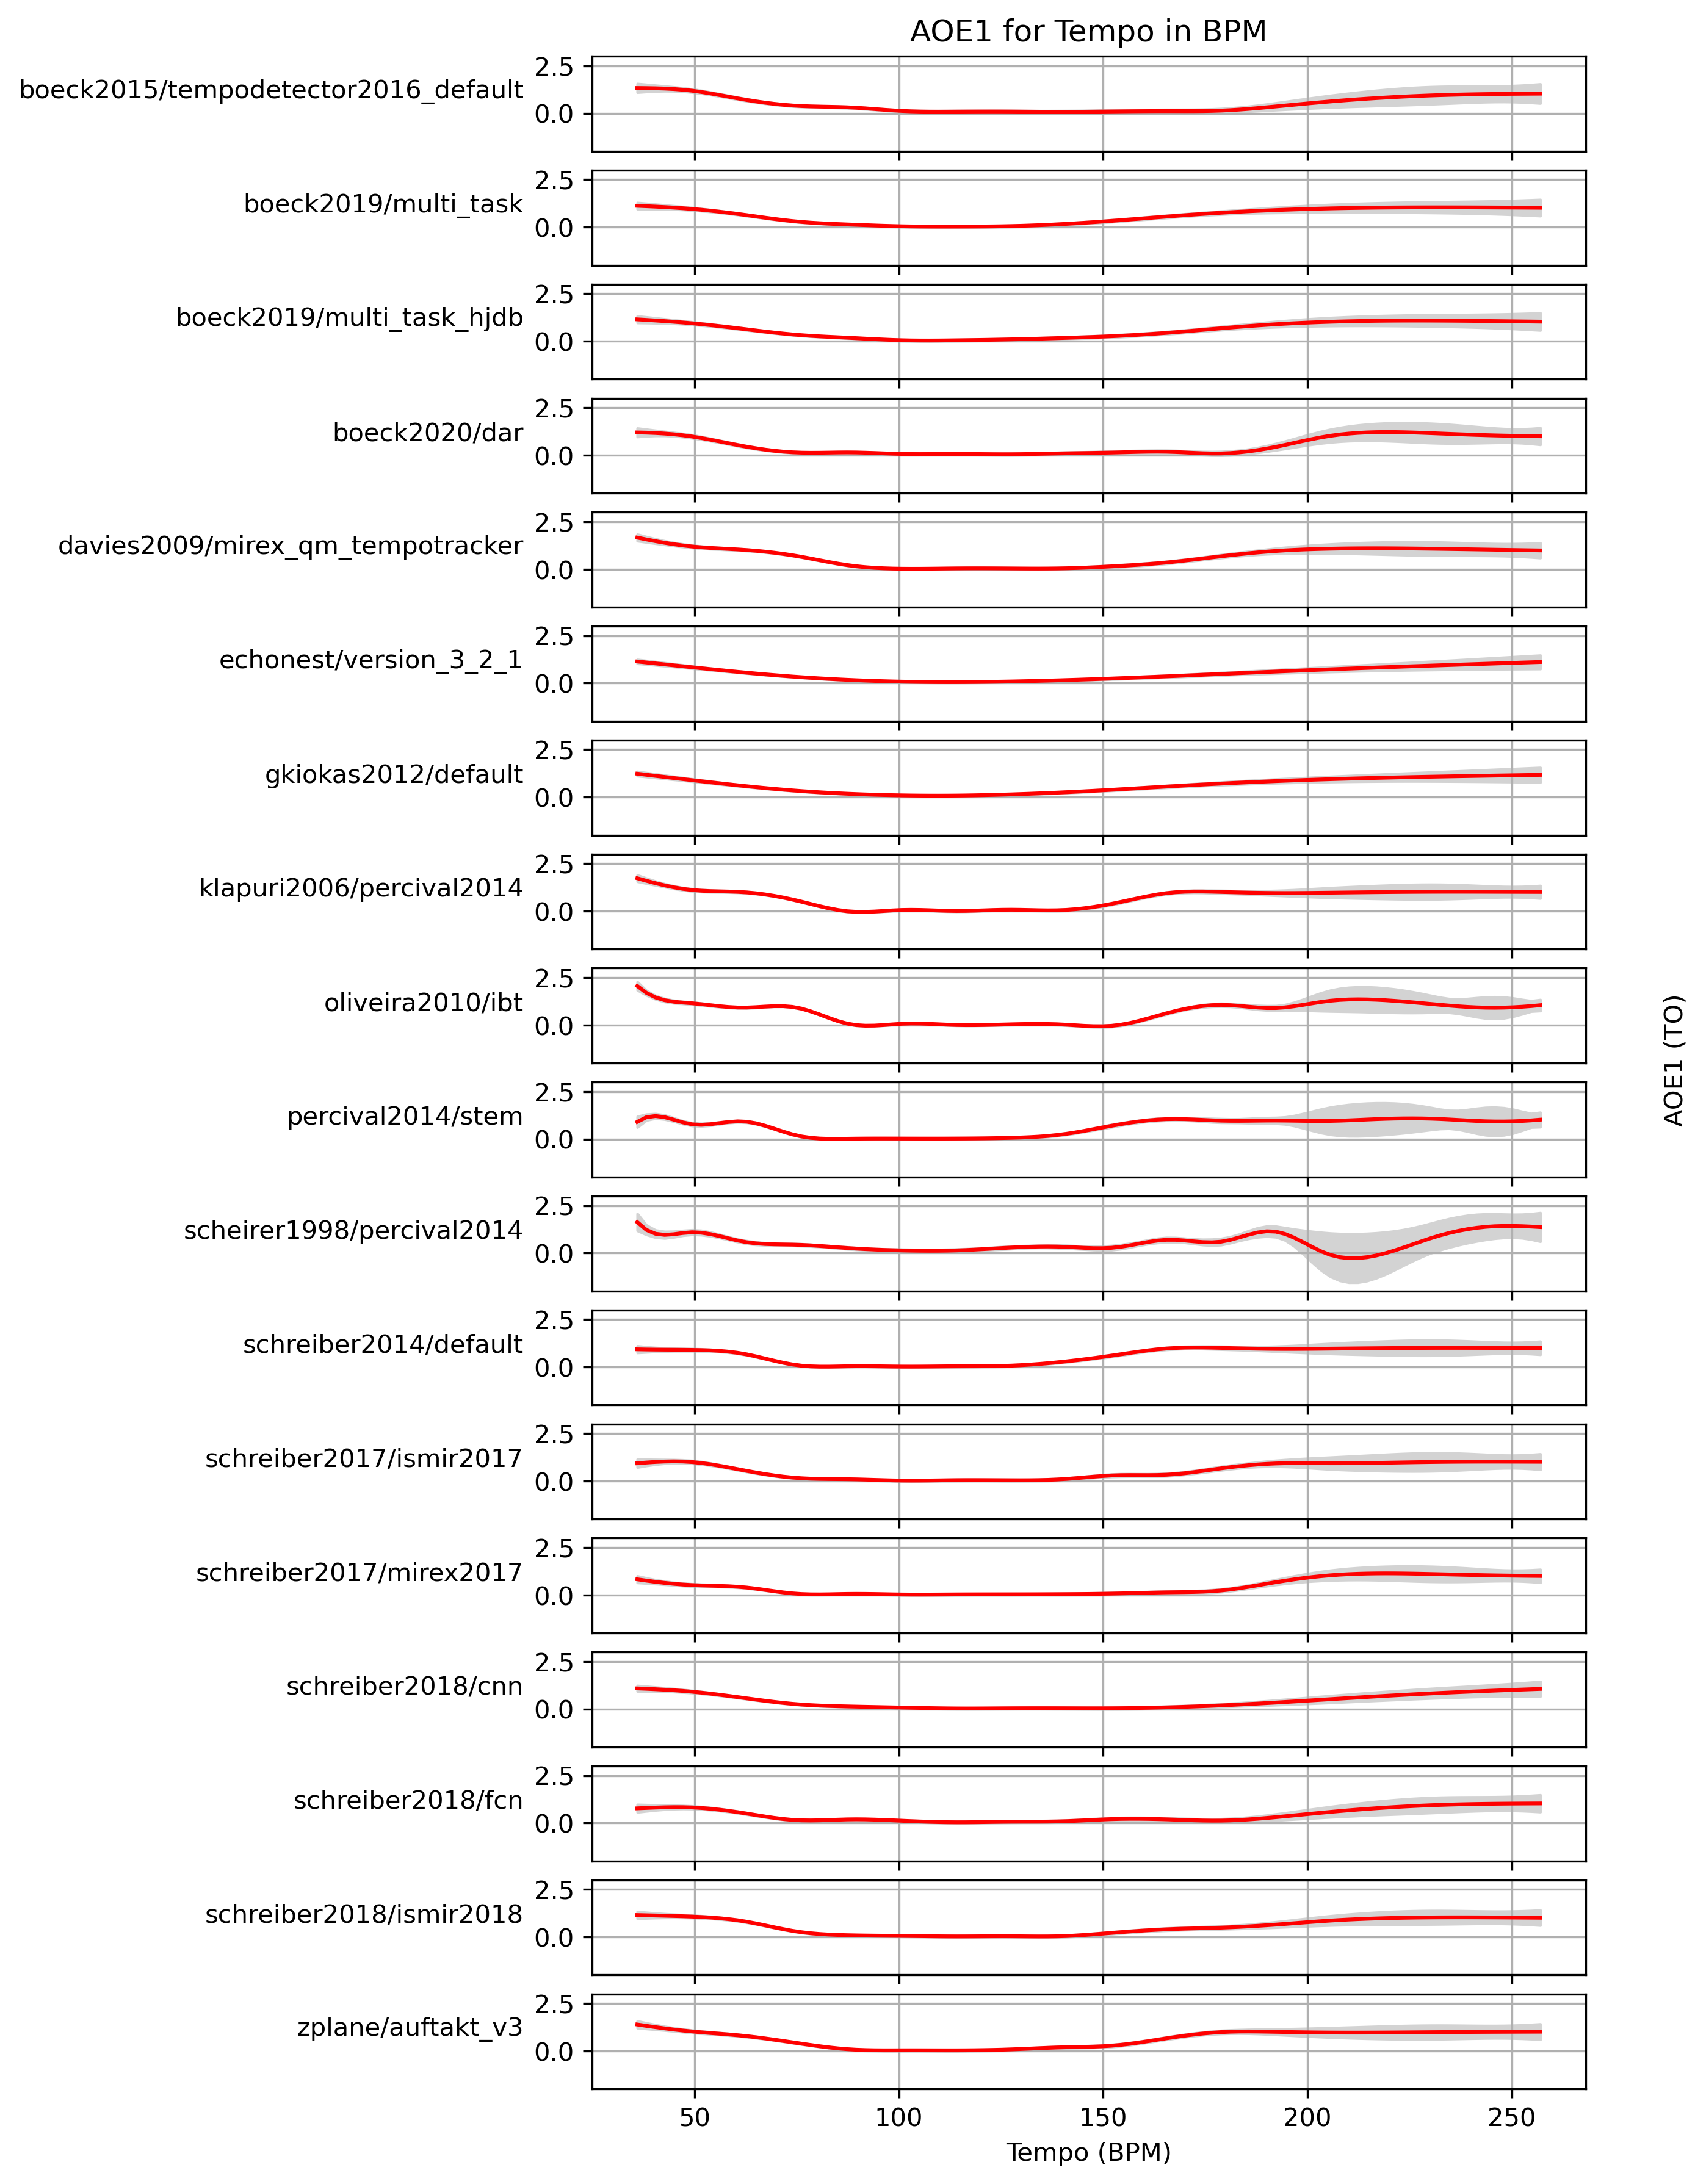 AOE1 for Tempo in BPM
boeck2015/tempodetector2016_default
2.5
0.0
boeck2019/multi_task
2.5
0.0
boeck2019/multi_task_hjdb
2.5
0.0
boeck2020/dar
2.5
0.0
davies2009/mirex_qm_tempotracker
2.5
0.0
echonest/version_3_2_1
2.5
0.0
gkiokas2012/default
2.5
0.0
klapuri2006/percival2014
2.5
0.0
oliveira2010/ibt
2.5
0.0
percival2014/stem
2.5
0.0
scheirer1998/percival2014
2.5
0.0
schreiber2014/default
2.5
0.0
schreiber2017/ismir2017
2.5
0.0
schreiber2017/mirex2017
2.5
0.0
schreiber2018/cnn
2.5
0.0
schreiber2018/fcn
2.5
0.0
schreiber2018/ismir2018
2.5
0.0
zplane/auftakt_v3
2.5
0.0
50 100 150 200 250
Tempo (BPM)
AOE1 (TO)